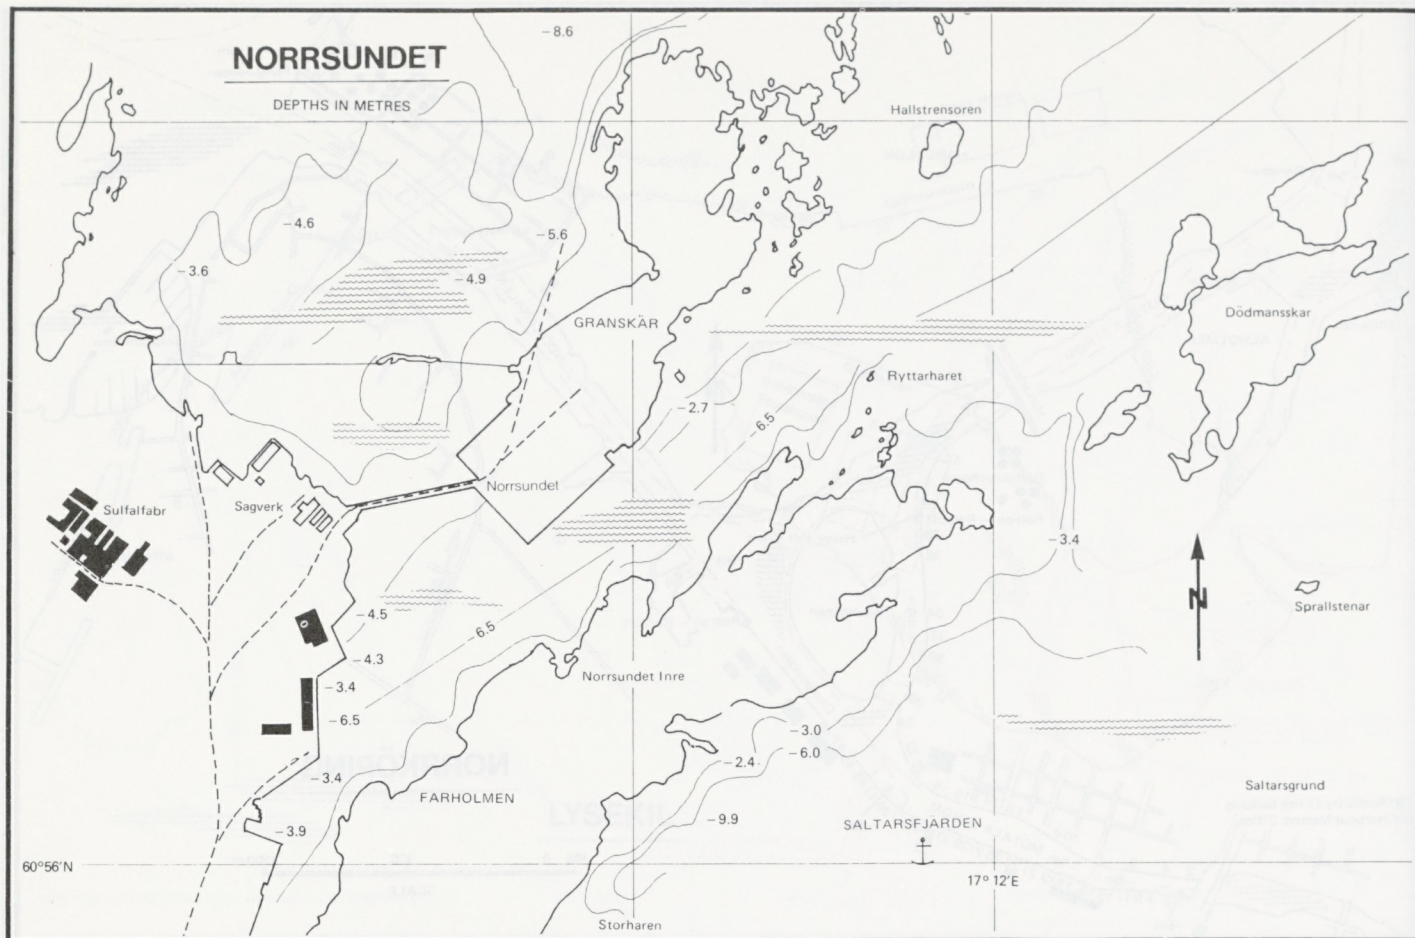 NORRSUNDET
DEPTHS IN METRES
–8.6
Hallstrensoren
–4.6
–5.6
–3.6
–4.9
GRANSKÄR
Dödmansskar
Ryttarharet
–2.7
–6.5
Norrsundet
Sulfalfabr
Sagverk
–3.4
N
Sprallstenar
–4.5
–6.5
–4.3
Norrsundet Inre
–3.4
–6.5
–3.0
–6.0
–2.4
–3.4
Saltarsgrund
FARHOLMEN
–9.9
SALTARSFJÄRDEN
–3.9
60°56'N
17°12'E
Storharen